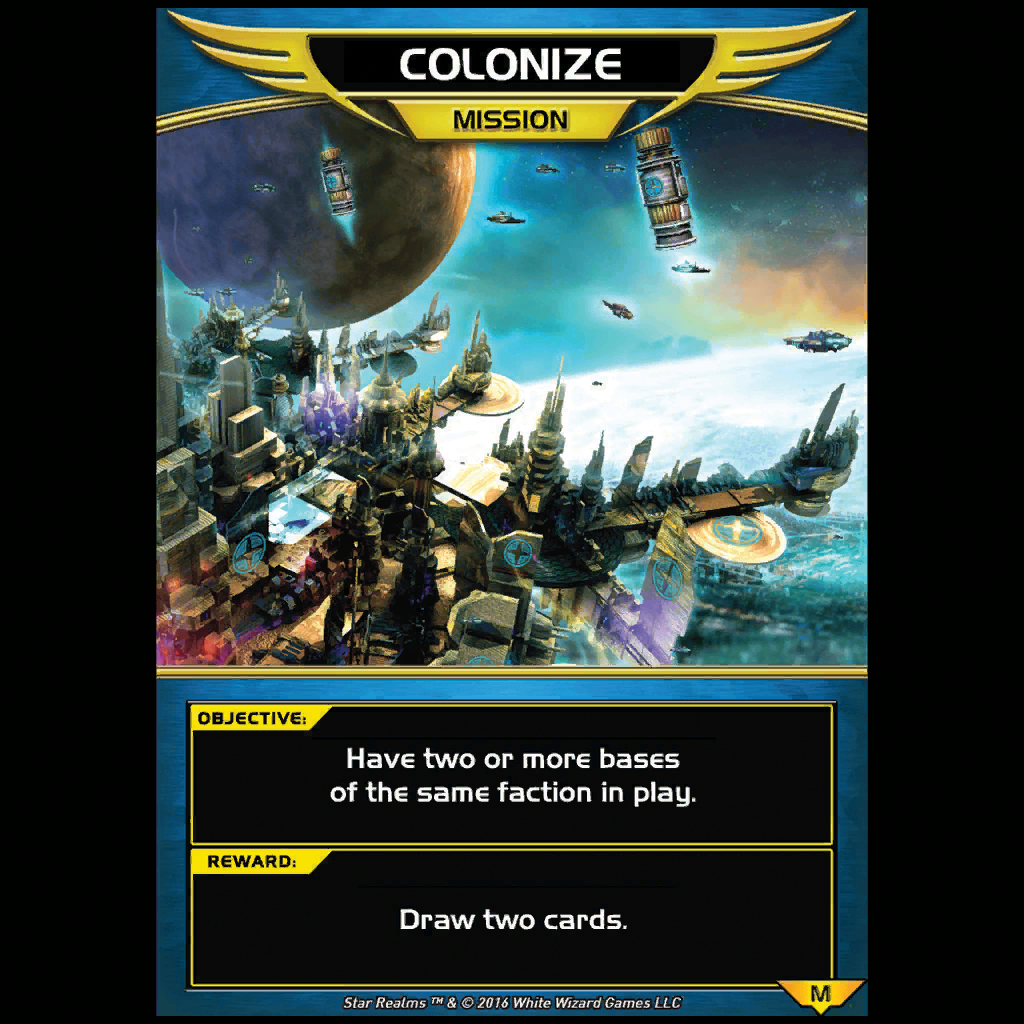 COLONIZE
MISSION
OBJECTIVE:
Have two or more bases
of the same faction in play.
REWARD:
Draw two cards.
M
Star Realms ™ & © 2016 White Wizard Games LLC